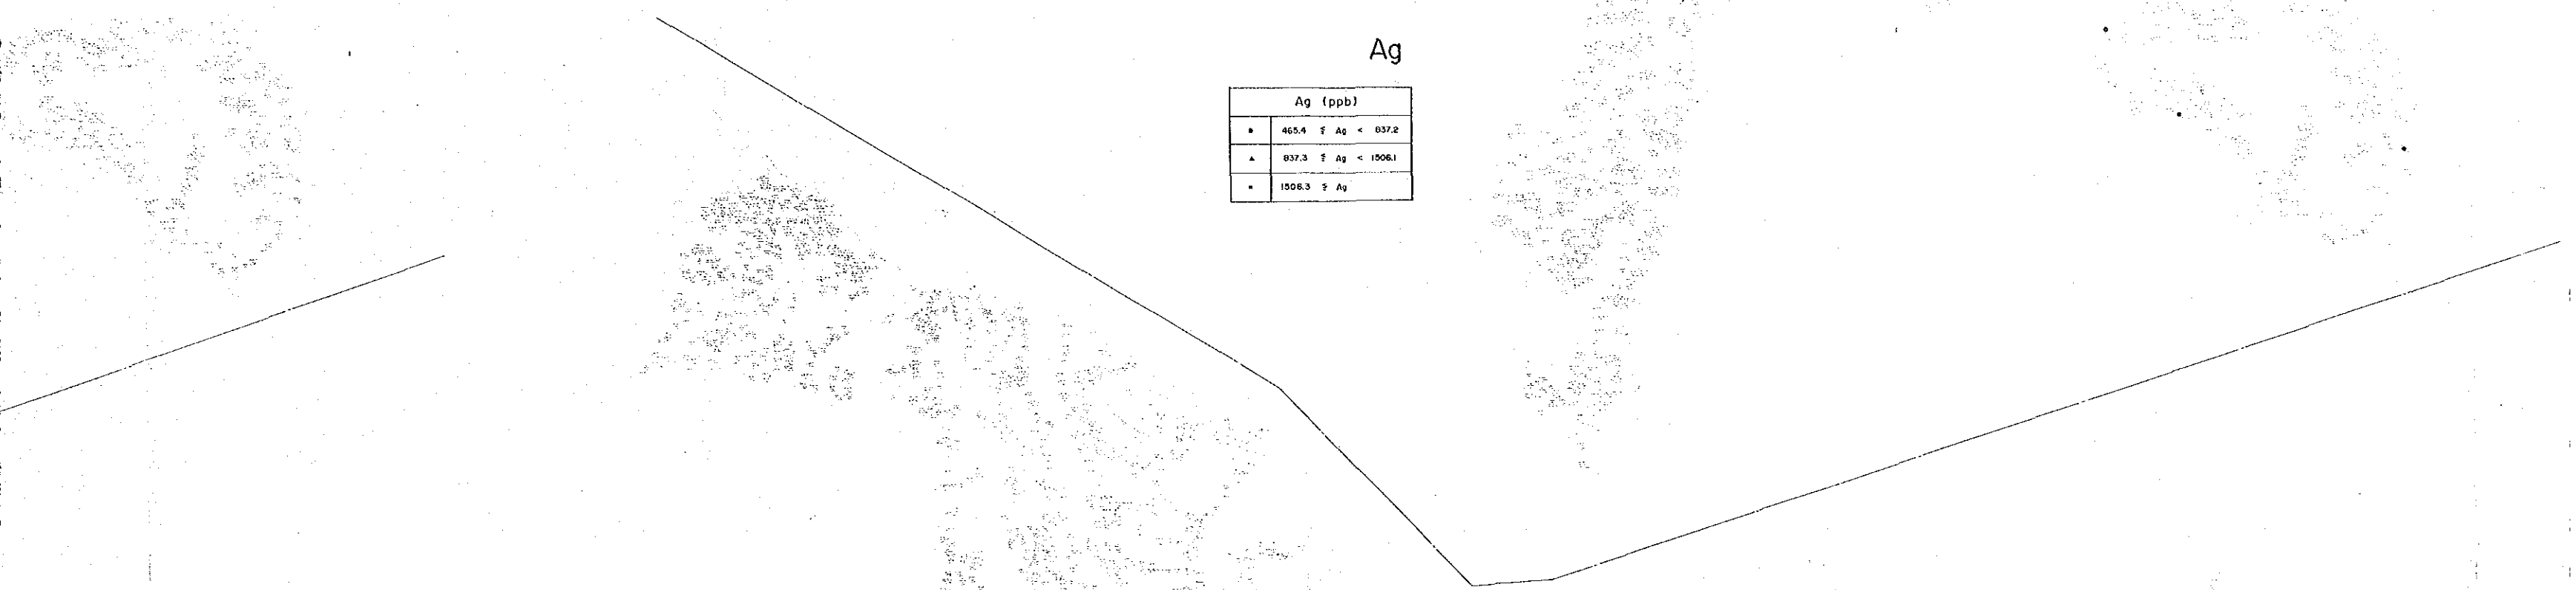 Ag
Ag (ppb)
465.4 ≦ Ag < 837.2
837.3 ≦ Ag < 1506.1
1506.3 ≦ Ag